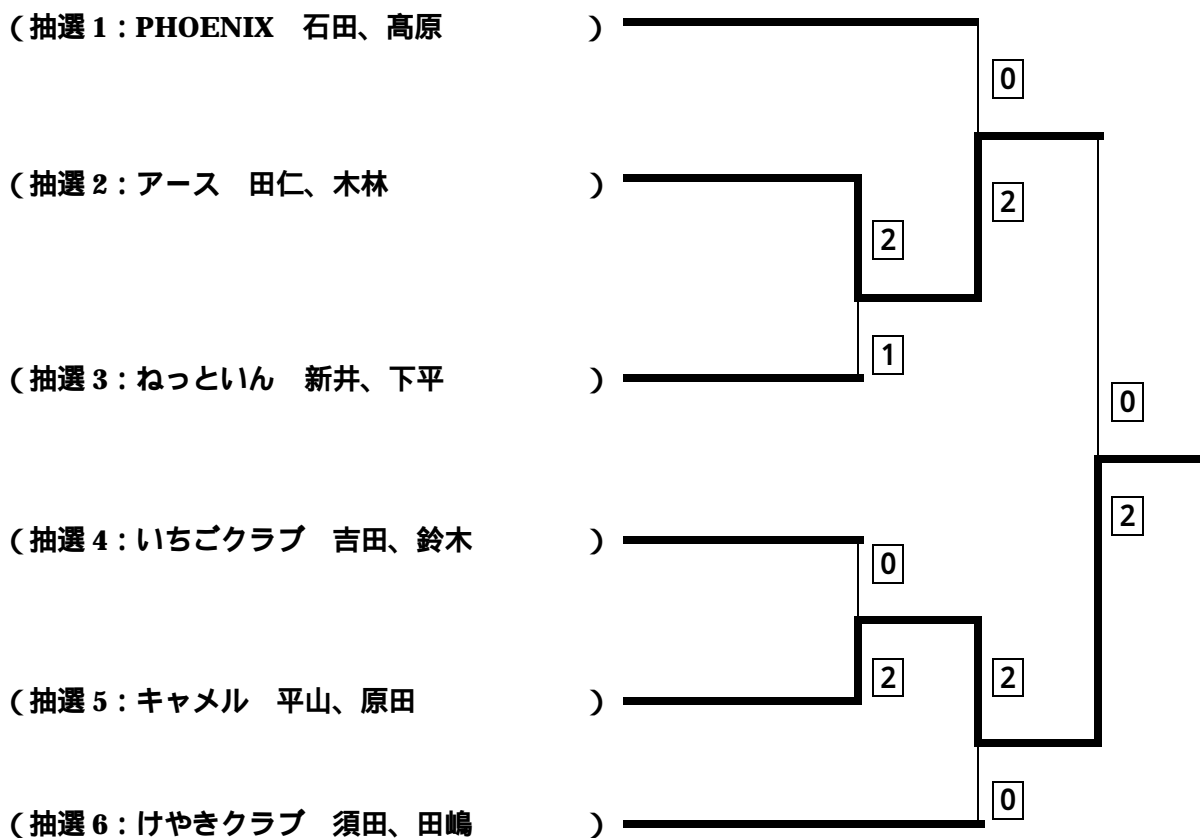 （抽選 1：PHOENIX　石田、髙原　）
0
（抽選 2：アース　田仁、木林　）
2
2
1
（抽選 3：ねっといん　新井、下平　）
0
（抽選 4：いちごクラブ　吉田、鈴木　）
2
0
（抽選 5：キャメル　平山、原田　）
2
2
（抽選 6：けやきクラブ　須田、田嶋　）
0